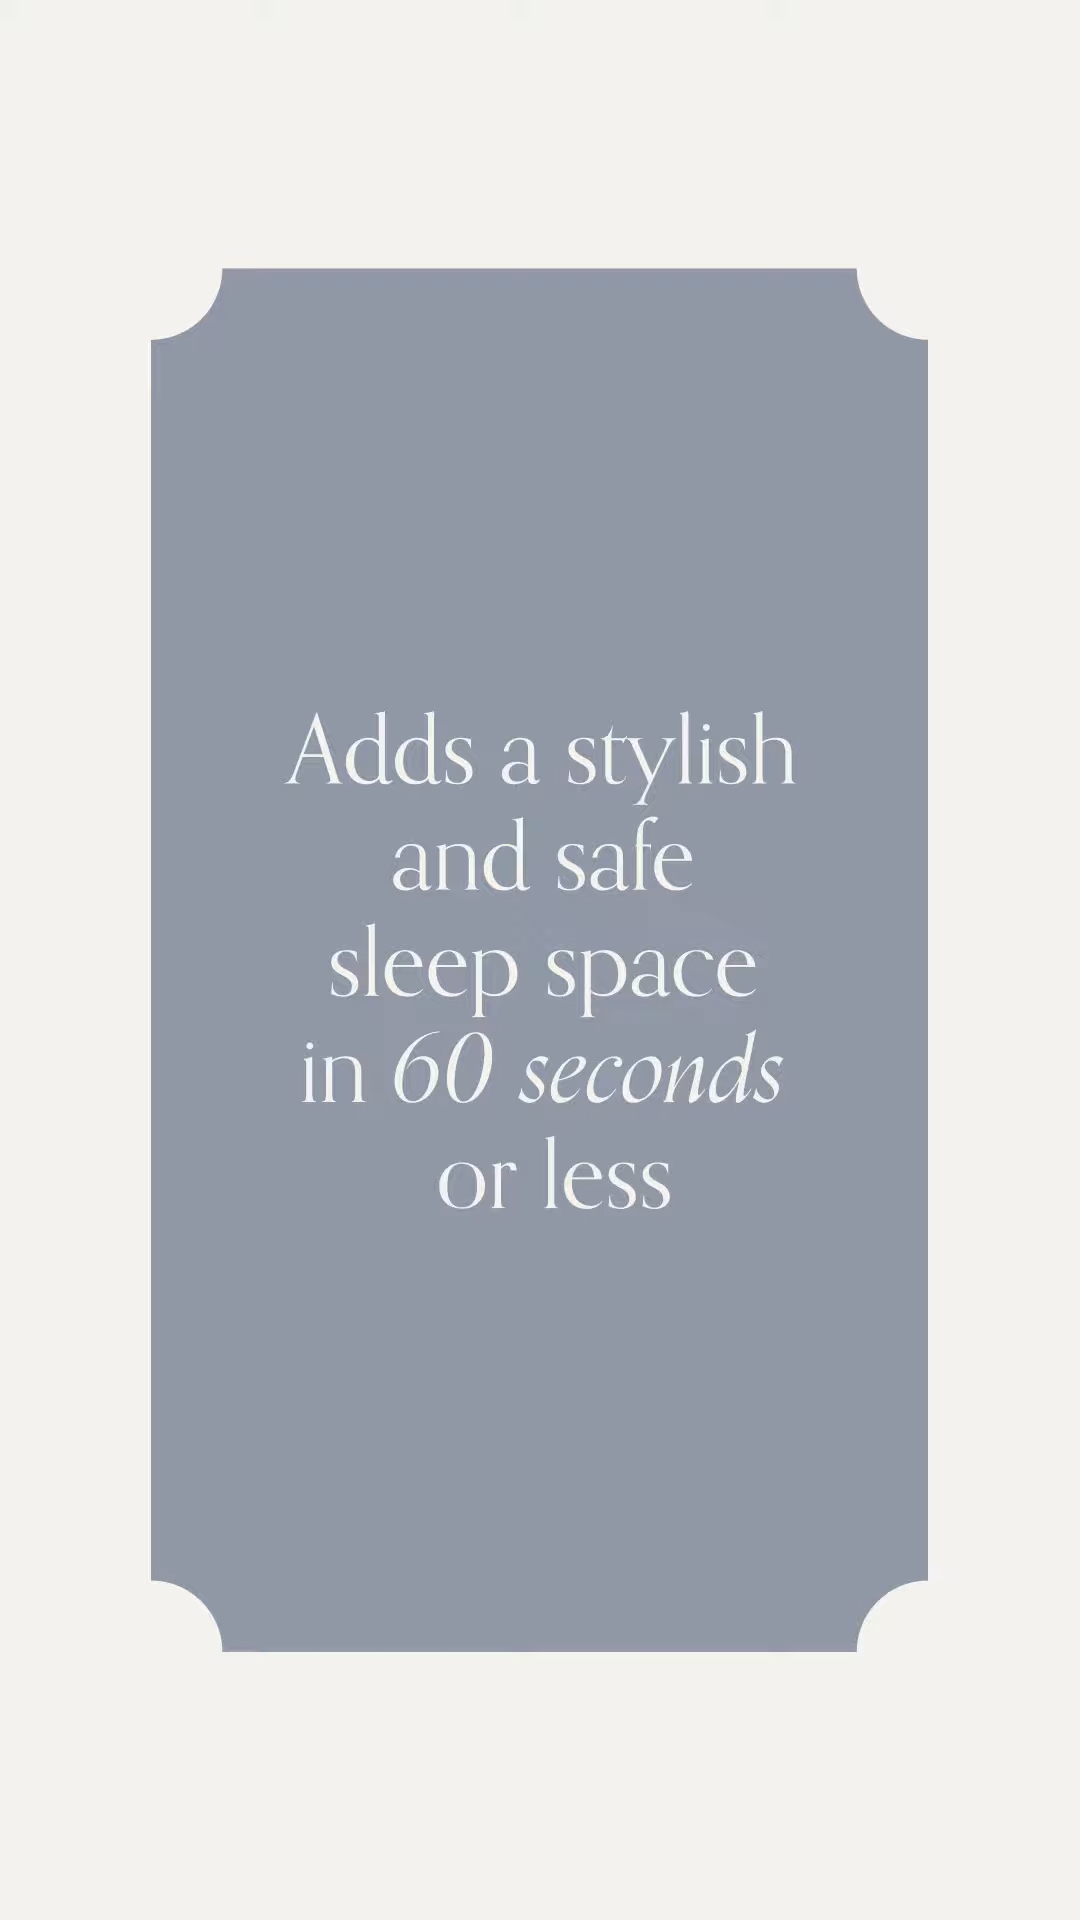 Adds a stylish
and safe
sleep space
in 60 seconds
or less